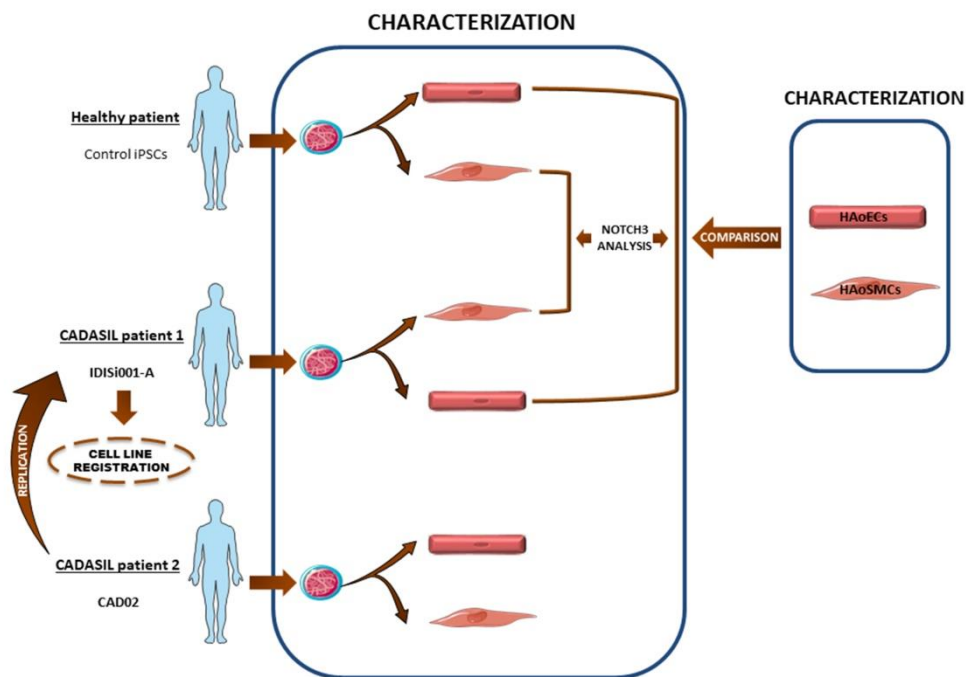 CHARACTERIZATION
Healthy patient
Control iPSCs
CHARACTERIZATION
HAoECs
NOTCH3
ANALYSIS
COMPARISON
HAoSMCs
CADASIL patient 1
IDISi001-A
CELL LINE
REGISTRATION
REPLICATION
CADASIL patient 2
CAD02